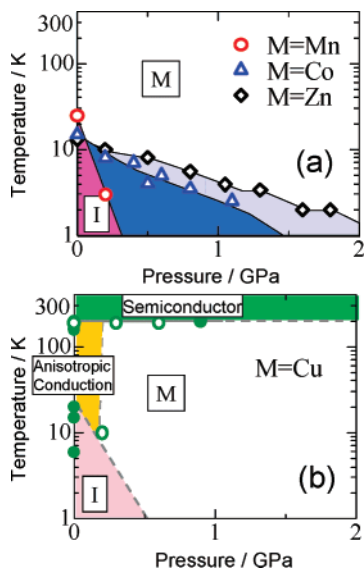 300
100
10
1
Temperature / K
M
M=Mn
M=Co
M=Zn
(a)
I
0
1
2
Pressure / GPa
300
100
10
1
Temperature / K
Semiconductor
Anisotropic
Conduction
M
M=Cu
I
(b)
0
1
2
Pressure / GPa